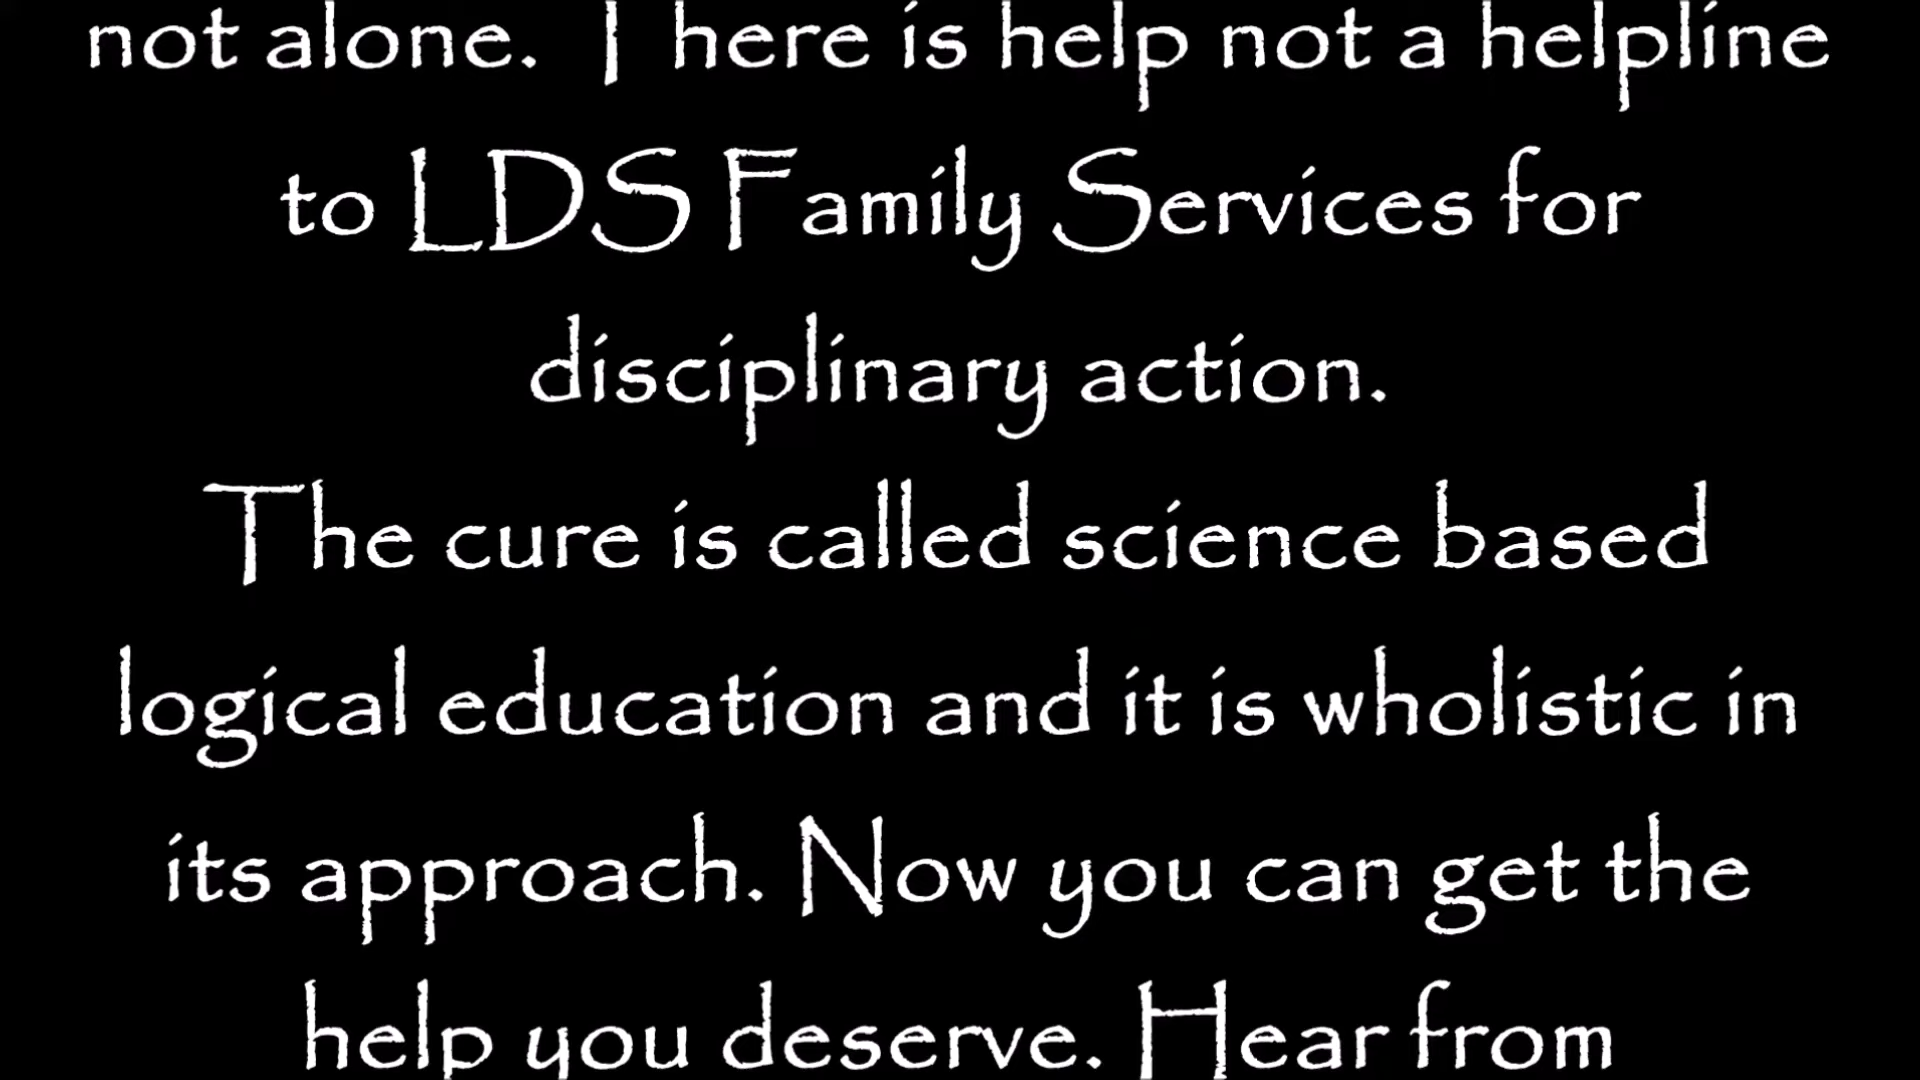 not alone. There is help not a helpline
to LDS Family Services for
disciplinary action.
The cure is called science based
logical education and it is wholistic in
its approach. Now you can get the
help you deserve. Hear from